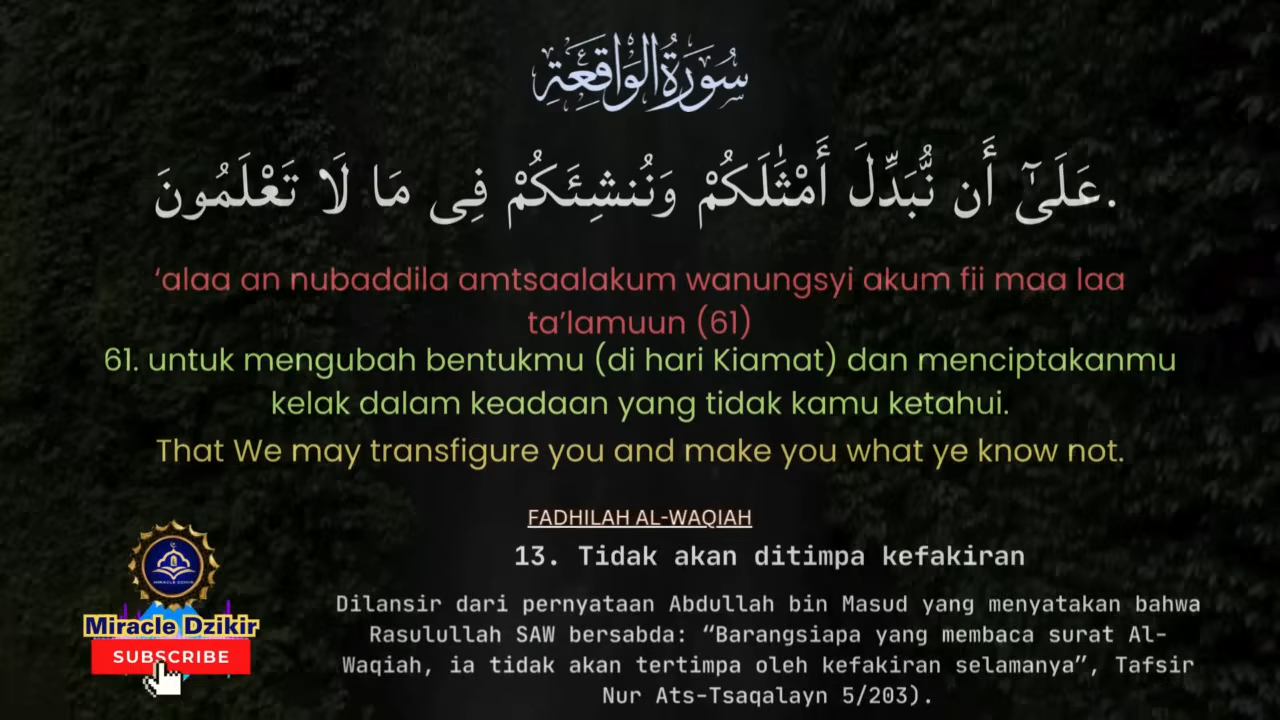 سُورَةُ الْوَاقِعَةِ
عَلَىٰٓ أَن نُّبَدِّلَ أَمْثَٰلَكُمْ وَنُنشِئَكُمْ فِى مَا لَا تَعْلَمُونَ.
‘alaa an nubaddila amtsaalakum wanungsyi akum fii maa laa
ta’lamuun (61)
61. untuk mengubah bentukmu (di hari Kiamat) dan menciptakanmu
kelak dalam keadaan yang tidak kamu ketahui.
That We may transfigure you and make you what ye know not.
FADHILAH AL-WAQIAH
13. Tidak akan ditimpa kefakiran
Dilansir dari pernyataan Abdullah bin Masud yang menyatakan bahwa
Rasulullah SAW bersabda: “Barangsiapa yang membaca surat Al-
Waqiah, ia tidak akan tertimpa oleh kefakiran selamanya”, Tafsir
Nur Ats-Tsaqalayn 5/203).
MIRACLE DZIKIR
Miracle Dzikir
SUBSCRIBE